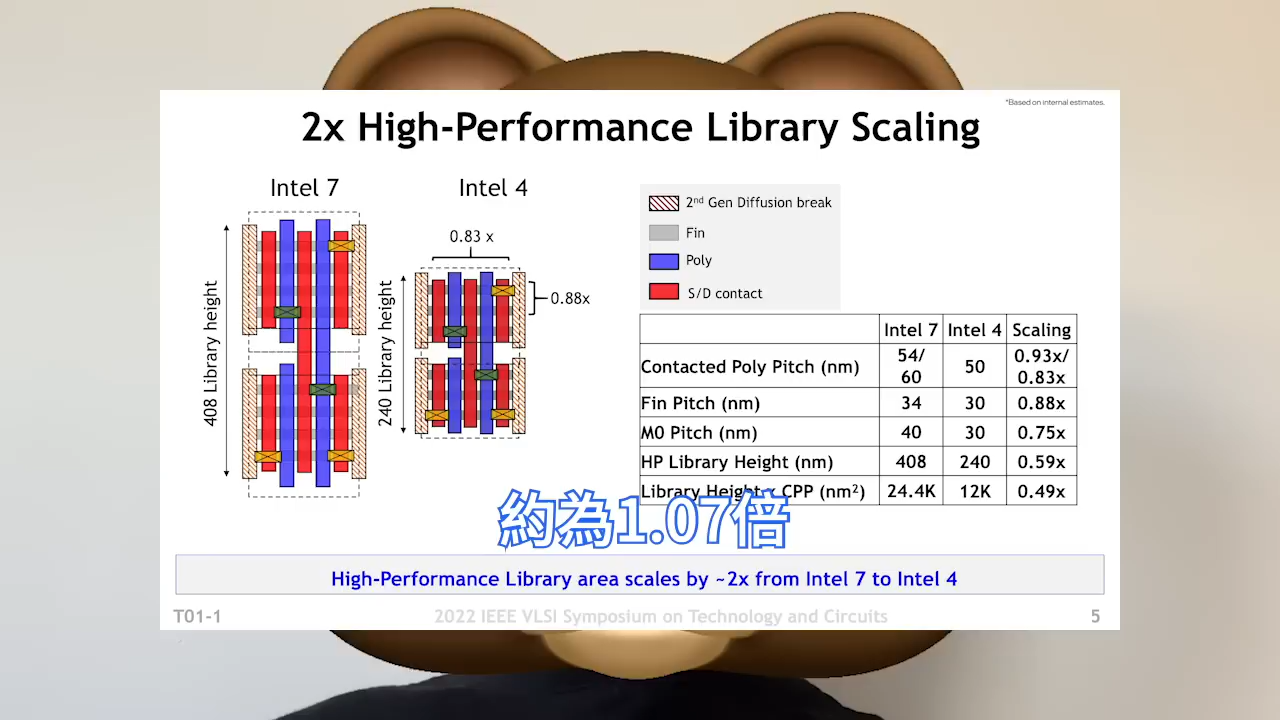 *Based on internal estimates.
2x High-Performance Library Scaling
Intel 7
Intel 4
0.83 x
0.88x
408 Library height
240 Library height
2nd Gen Diffusion break
Fin
Poly
S/D contact
Intel 7 Intel 4 Scaling
Contacted Poly Pitch (nm) 54/60 50 0.93x/0.83x
Fin Pitch (nm) 34 30 0.88x
M0 Pitch (nm) 40 30 0.75x
HP Library Height (nm) 408 240 0.59x
Library Height x CPP (nm²) 24.4K 12K 0.49x
約為1.07倍
High-Performance Library area scales by ~2x from Intel 7 to Intel 4
T01-1
2022 IEEE VLSI Symposium on Technology and Circuits
5